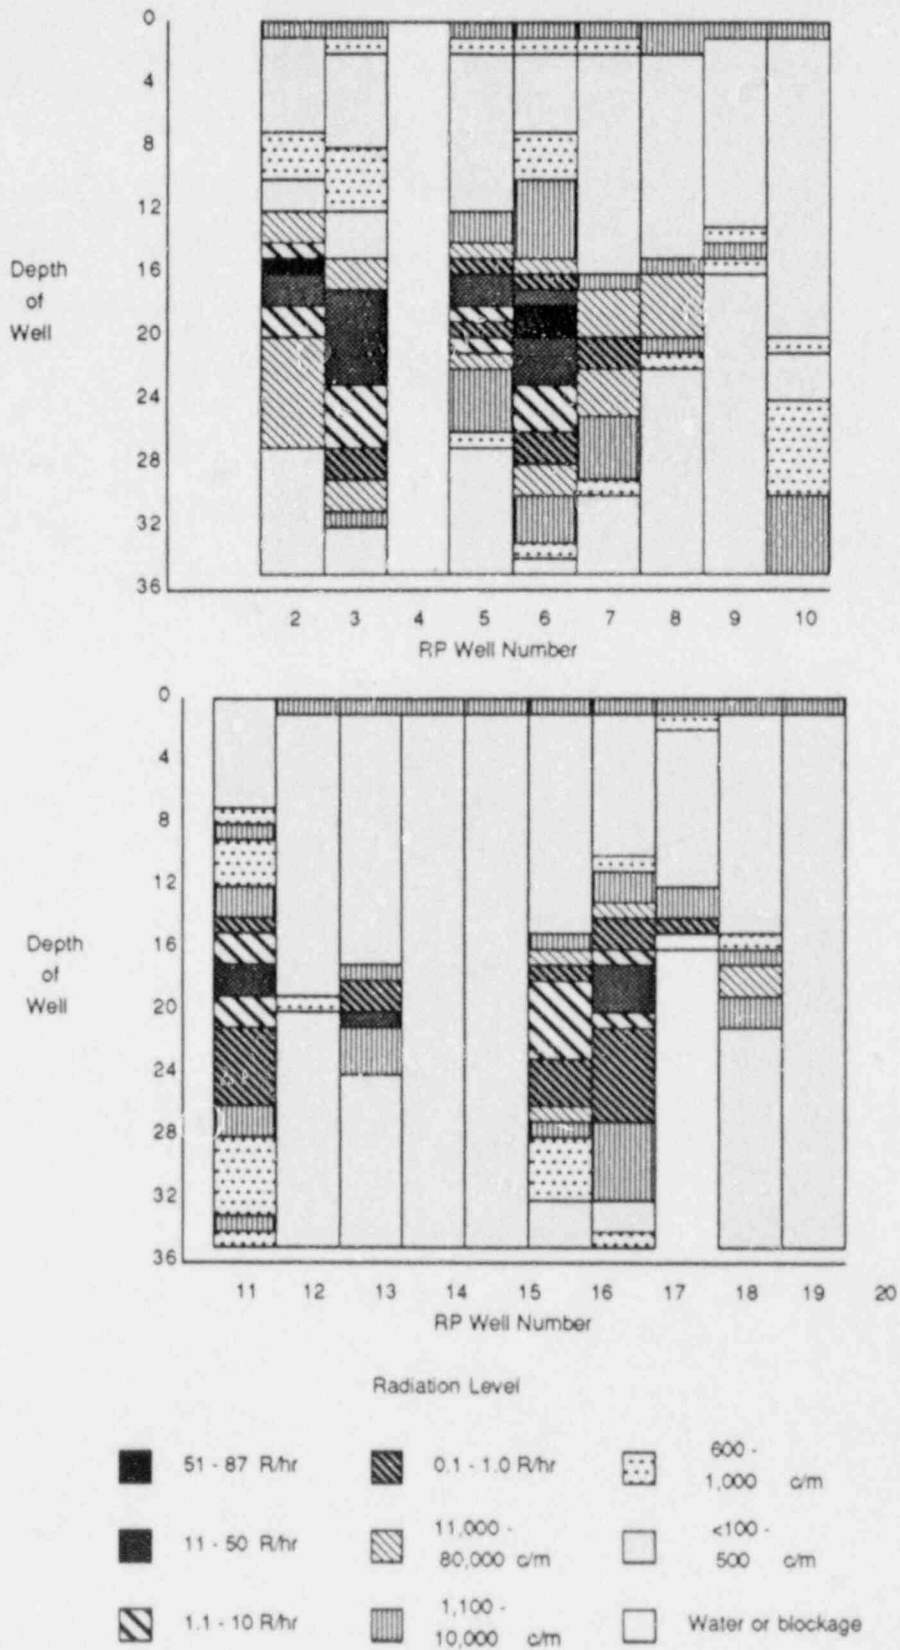 0
4
8
12
16
20
24
28
32
36
Depth
of
Well
2 3 4 5 6 7 8 9 10
RP Well Number
0
4
8
12
16
20
24
28
32
36
Depth
of
Well
11 12 13 14 15 16 17 18 19 20
RP Well Number
Radiation Level
51 - 87 R/hr
0.1 - 1.0 R/hr
600 -
1,000 c/m
11 - 50 R/hr
11,000 -
80,000 c/m
<100 -
500 c/m
1.1 - 10 R/hr
1,100 -
10,000 c/m
Water or blockage